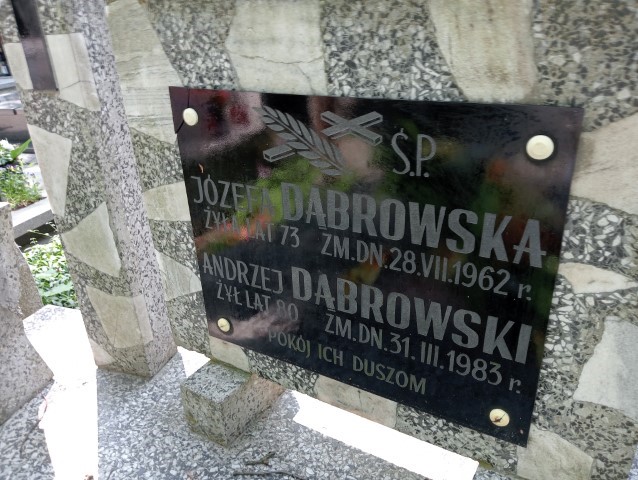 Ś.P.
JÓZEFA DĄBROWSKA
ŻYŁA LAT 73 ZM. DN. 28. VII. 1962 r.
ANDRZEJ DĄBROWSKI
ŻYŁ LAT 80 ZM. DN. 31. III. 1983 r.
POKÓJ ICH DUSZOM